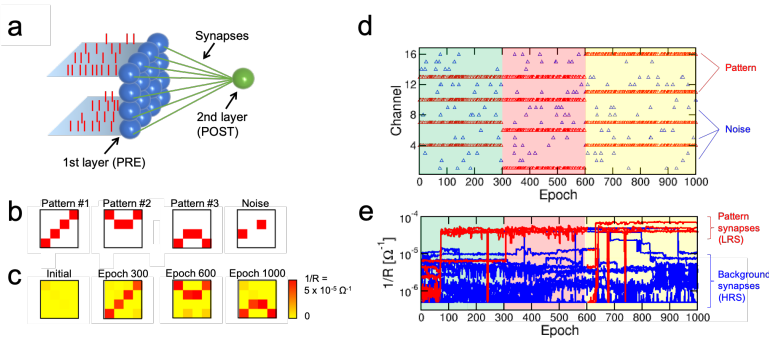 a
Synapses
2nd layer
(POST)
1st layer (PRE)
b
Pattern #1
Pattern #2
Pattern #3
Noise
c
Initial
Epoch 300
Epoch 600
Epoch 1000
1/R =
5 x 10⁻⁵ Ω⁻¹
0
d
Channel
16
12
8
4
0
100
200
300
400
500
600
700
800
900
1000
Epoch
Pattern
Noise
e
1/R [Ω⁻¹]
10⁻⁴
10⁻⁵
10⁻⁶
0
100
200
300
400
500
600
700
800
900
1000
Epoch
Pattern
synapses
(LRS)
Background
synapses
(HRS)